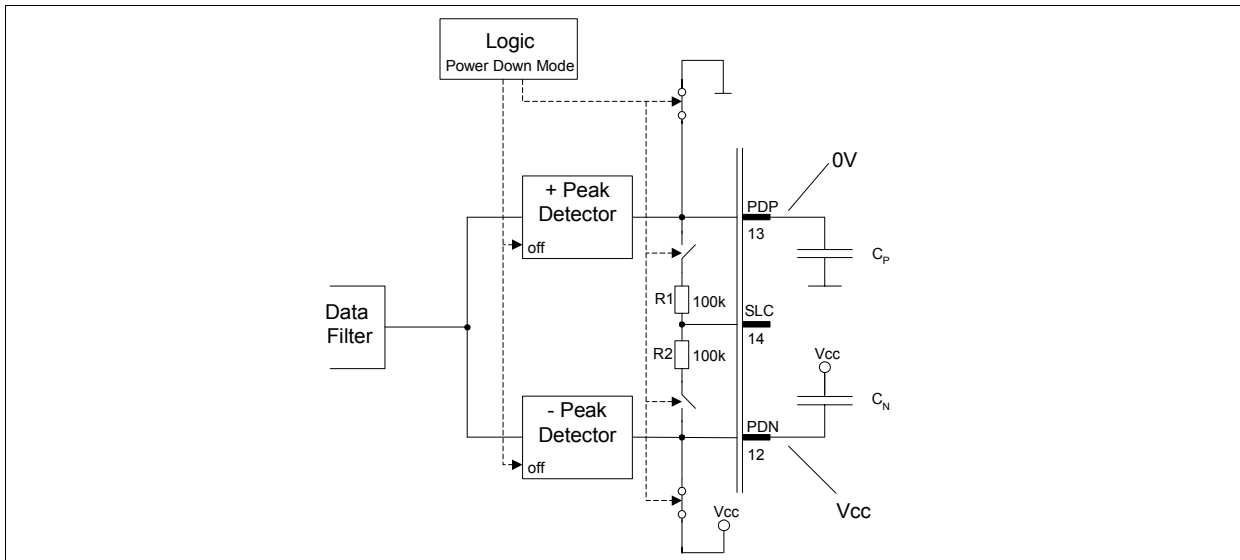 Logic
Power Down Mode
0V
+ Peak
Detector
off
PDP
13
C_P
R1
100k
SLC
14
Data
Filter
R2
100k
Vcc
C_N
- Peak
Detector
off
PDN
12
Vcc
Vcc